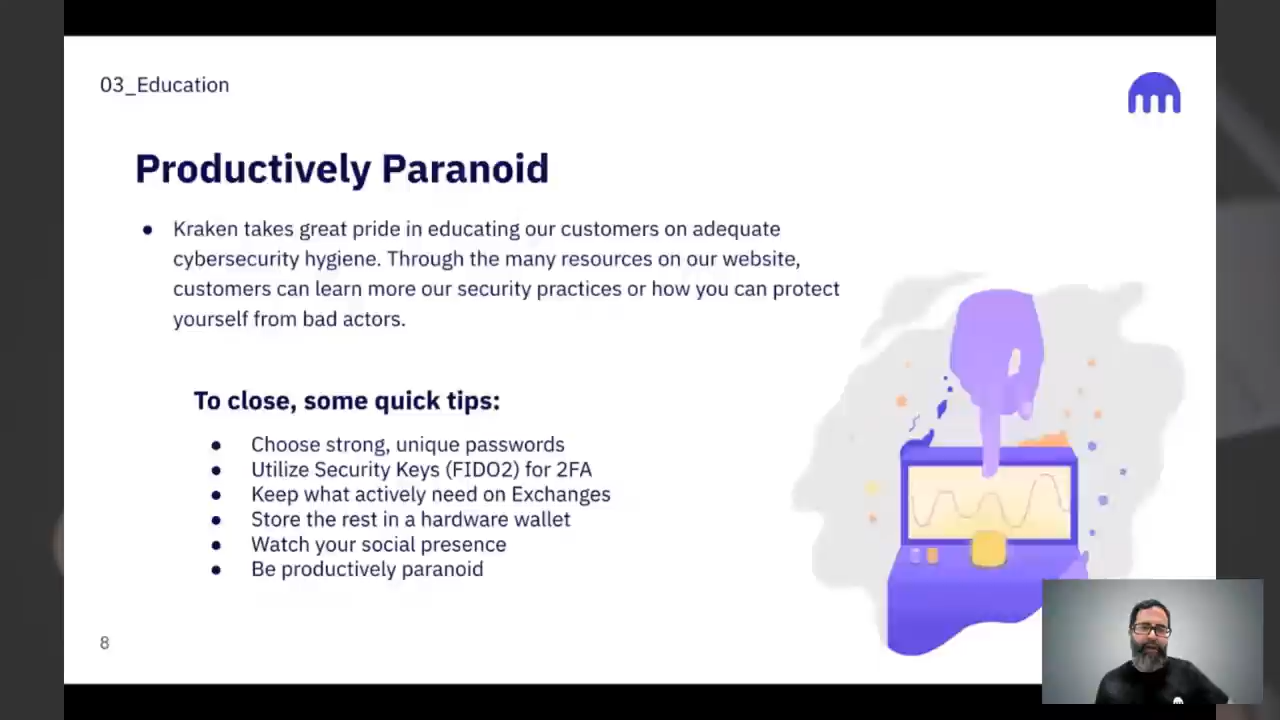 03_Education
Productively Paranoid
● Kraken takes great pride in educating our customers on adequate
cybersecurity hygiene. Through the many resources on our website,
customers can learn more our security practices or how you can protect
yourself from bad actors.
To close, some quick tips:
● Choose strong, unique passwords
● Utilize Security Keys (FIDO2) for 2FA
● Keep what actively need on Exchanges
● Store the rest in a hardware wallet
● Watch your social presence
● Be productively paranoid
8